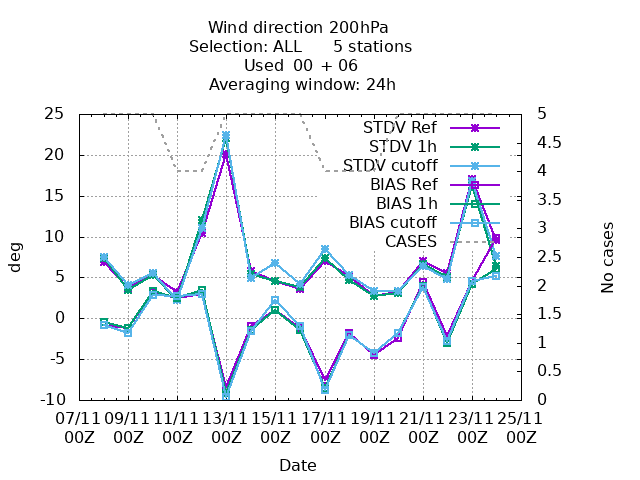 Wind direction 200hPa
Selection: ALL 5 stations
Used 00 + 06
Averaging window: 24h
deg
25
20
15
10
5
0
-5
-10
STDV Ref
STDV 1h
STDV cutoff
BIAS Ref
BIAS 1h
BIAS cutoff
CASES
5
4.5
4
3.5
3
2.5
2
1.5
1
0.5
0
No cases
07/11 09/11 11/11 13/11 15/11 17/11 19/11 21/11 23/11 25/11
00Z 00Z 00Z 00Z 00Z 00Z 00Z 00Z 00Z 00Z
Date